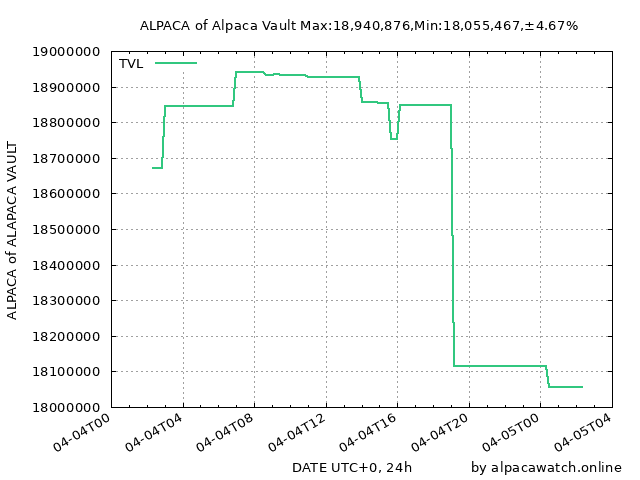 ALPACA of Alpaca Vault Max:18,940,876,Min:18,055,467,±4.67%
TVL
19000000
18900000
18800000
18700000
18600000
18500000
18400000
18300000
18200000
18100000
18000000
ALPACA of ALAPACA VAULT
04-04T00
04-04T04
04-04T08
04-04T12
04-04T16
04-04T20
04-05T00
04-05T04
DATE UTC+0, 24h
by alpacawatch.online